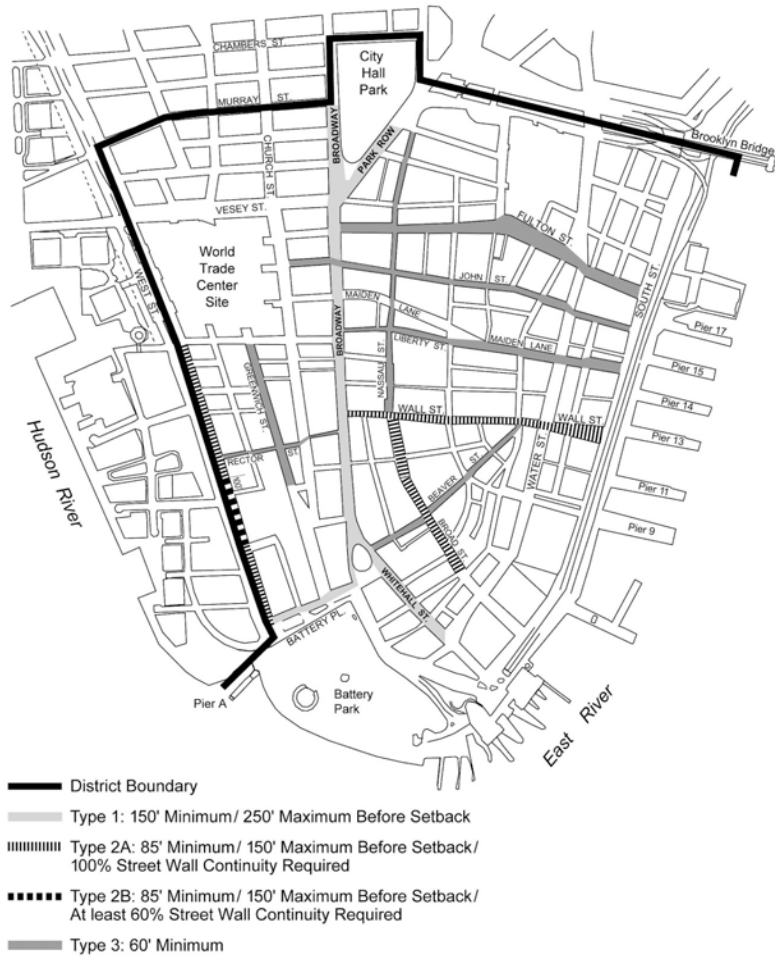 CHAMBERS ST.
City
Hall
Park
MURRAY ST.
BROADWAY
PARK ROW
Brooklyn Bridge
CHURCH ST.
VESEY ST.
FULTON ST.
World
Trade
Center
Site
WEST ST.
JOHN ST.
SOUTH ST.
MAIDEN LANE
BROADWAY
Pier 17
LIBERTY ST.
MAIDEN LANE
NASSAU ST.
GREENWICH ST.
Pier 15
Pier 14
WALL ST.
WALL ST.
Pier 13
Hudson River
RECTOR ST.
100'
WATER ST.
BEAVER ST.
Pier 11
BROAD ST.
Pier 9
WHITEHALL ST.
BATTERY PL.
Pier A
Battery
Park
East River
District Boundary
Type 1: 150' Minimum/ 250' Maximum Before Setback
Type 2A: 85' Minimum/ 150' Maximum Before Setback/
100% Street Wall Continuity Required
Type 2B: 85' Minimum/ 150' Maximum Before Setback/
At least 60% Street Wall Continuity Required
Type 3: 60' Minimum